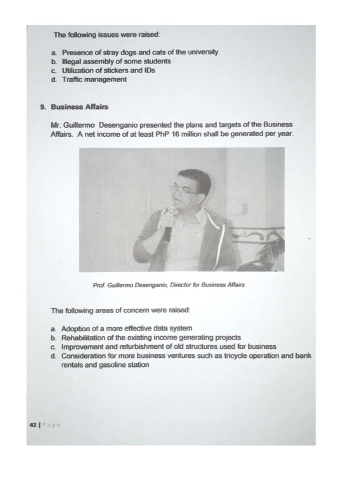 The following issues were raised:
a. Presence of stray dogs and cats of the university
b. Illegal assembly of some students
c. Utilization of stickers and IDs
d. Traffic management
9. Business Affairs
Mr. Guillermo Desenganio presented the plans and targets of the Business
Affairs. A net income of at least PhP 16 million shall be generated per year.
Prof. Guillermo Desenganio, Director for Business Affairs
The following areas of concern were raised:
a. Adoption of a more effective data system
b. Rehabilitation of the existing income generating projects
c. Improvement and refurbishment of old structures used for business
d. Consideration for more business ventures such as tricycle operation and bank
rentals and gasoline station
42 | Page